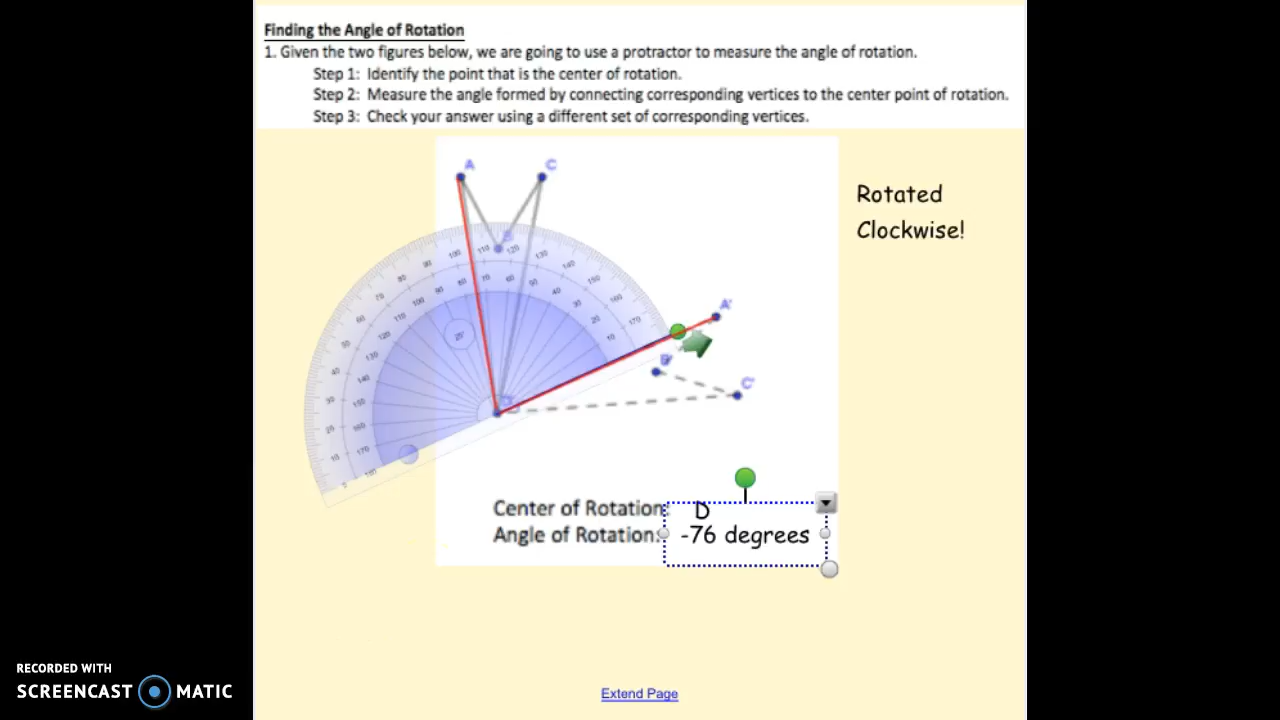 Finding the Angle of Rotation
1. Given the two figures below, we are going to use a protractor to measure the angle of rotation.
Step 1: Identify the point that is the center of rotation.
Step 2: Measure the angle formed by connecting corresponding vertices to the center point of rotation.
Step 3: Check your answer using a different set of corresponding vertices.
A
C
Rotated
Clockwise!
B
A'
B'
C'
Center of Rotation: D
Angle of Rotation: -76 degrees
RECORDED WITH
SCREENCAST MATIC
Extend Page